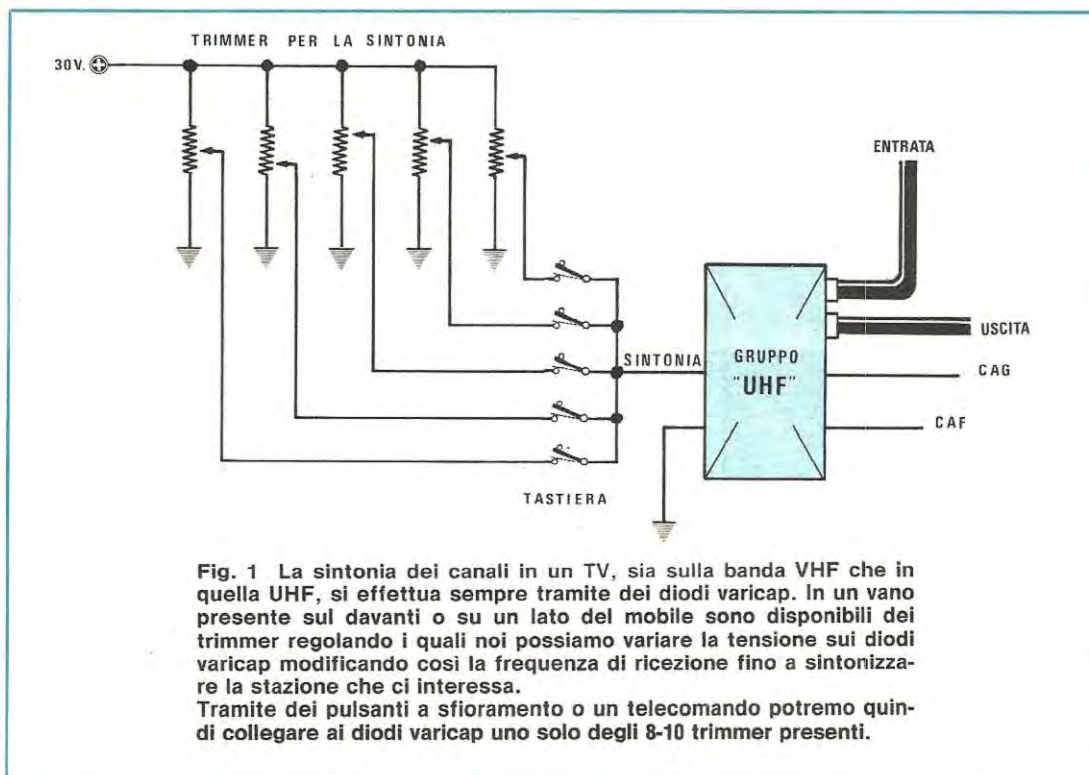 TRIMMER PER LA SINTONIA
30V.
ENTRATA
USCITA
SINTONIA
GRUPPO
"UHF"
CAG
CAF
TASTIERA
Fig. 1 La sintonia dei canali in un TV, sia sulla banda VHF che in
quella UHF, si effettua sempre tramite dei diodi varicap. In un vano
presente sul davanti o su un lato del mobile sono disponibili dei
trimmer regolando i quali noi possiamo variare la tensione sui diodi
varicap modificando così la frequenza di ricezione fino a sintonizza-
re la stazione che ci interessa.
Tramite dei pulsanti a sfioramento o un telecomando potremo quin-
di collegare ai diodi varicap uno solo degli 8-10 trimmer presenti.